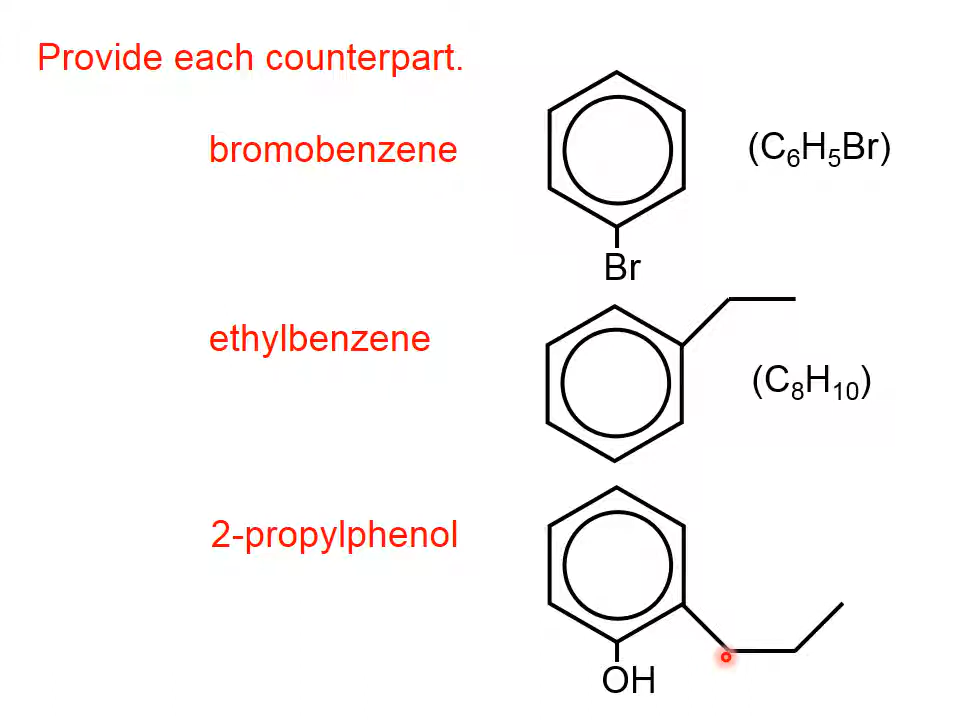 Provide each counterpart.
bromobenzene
(C₆H₅Br)
Br
ethylbenzene
(C₈H₁₀)
2-propylphenol
OH